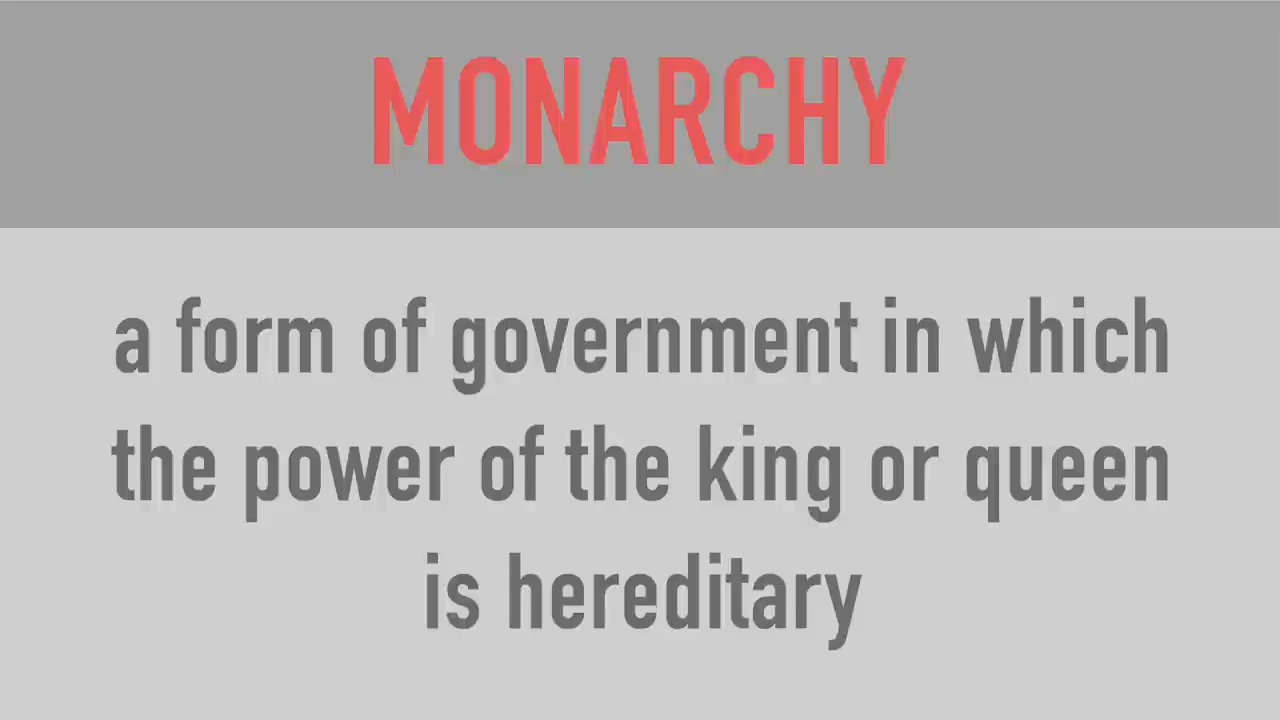 MONARCHY
a form of government in which
the power of the king or queen
is hereditary